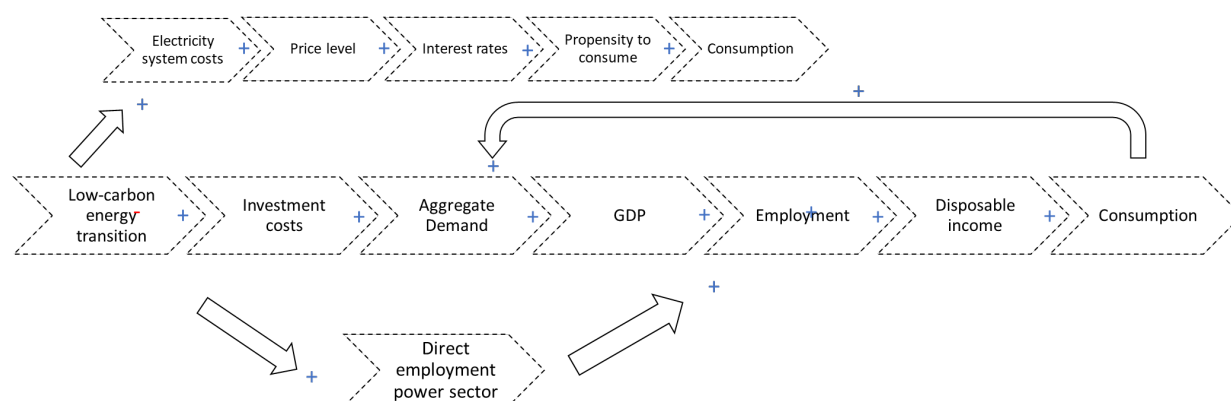 Electricity
system costs
+
Price level
+
Interest rates
+
Propensity to
consume
+
Consumption
+
+
+
Low-carbon
energy-
transition
+
Investment
costs
+
Aggregate
Demand
+
GDP
+
Employment
+
+
Disposable
income
+
Consumption
+
+
Direct
employment
power sector